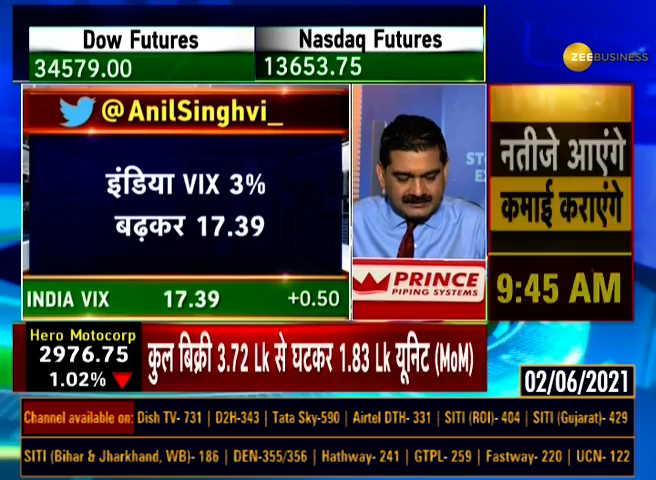 Dow Futures
Nasdaq Futures
34579.00
13653.75
ZEEBUSINESS
@AnilSinghvi_
इंडिया VIX 3%
बढ़कर 17.39
INDIA VIX 17.39 +0.50
PRINCE
PIPING SYSTEMS
नतीजे आएंगे
कमाई कराएंगे
9:45 AM
Hero Motocorp
2976.75
1.02%
कुल बिक्री 3.72 Lk से घटकर 1.83 Lk यूनिट (MoM)
02/06/2021
Channel available on: Dish TV- 731 | D2H-343 | Tata Sky-590 | Airtel DTH- 331 | SITI (ROI)- 404 | SITI (Gujarat)- 429
SITI (Bihar & Jharkhand, WB)- 186 | DEN-355/356 | Hathway- 241 | GTPL- 259 | Fastway- 220 | UCN- 122